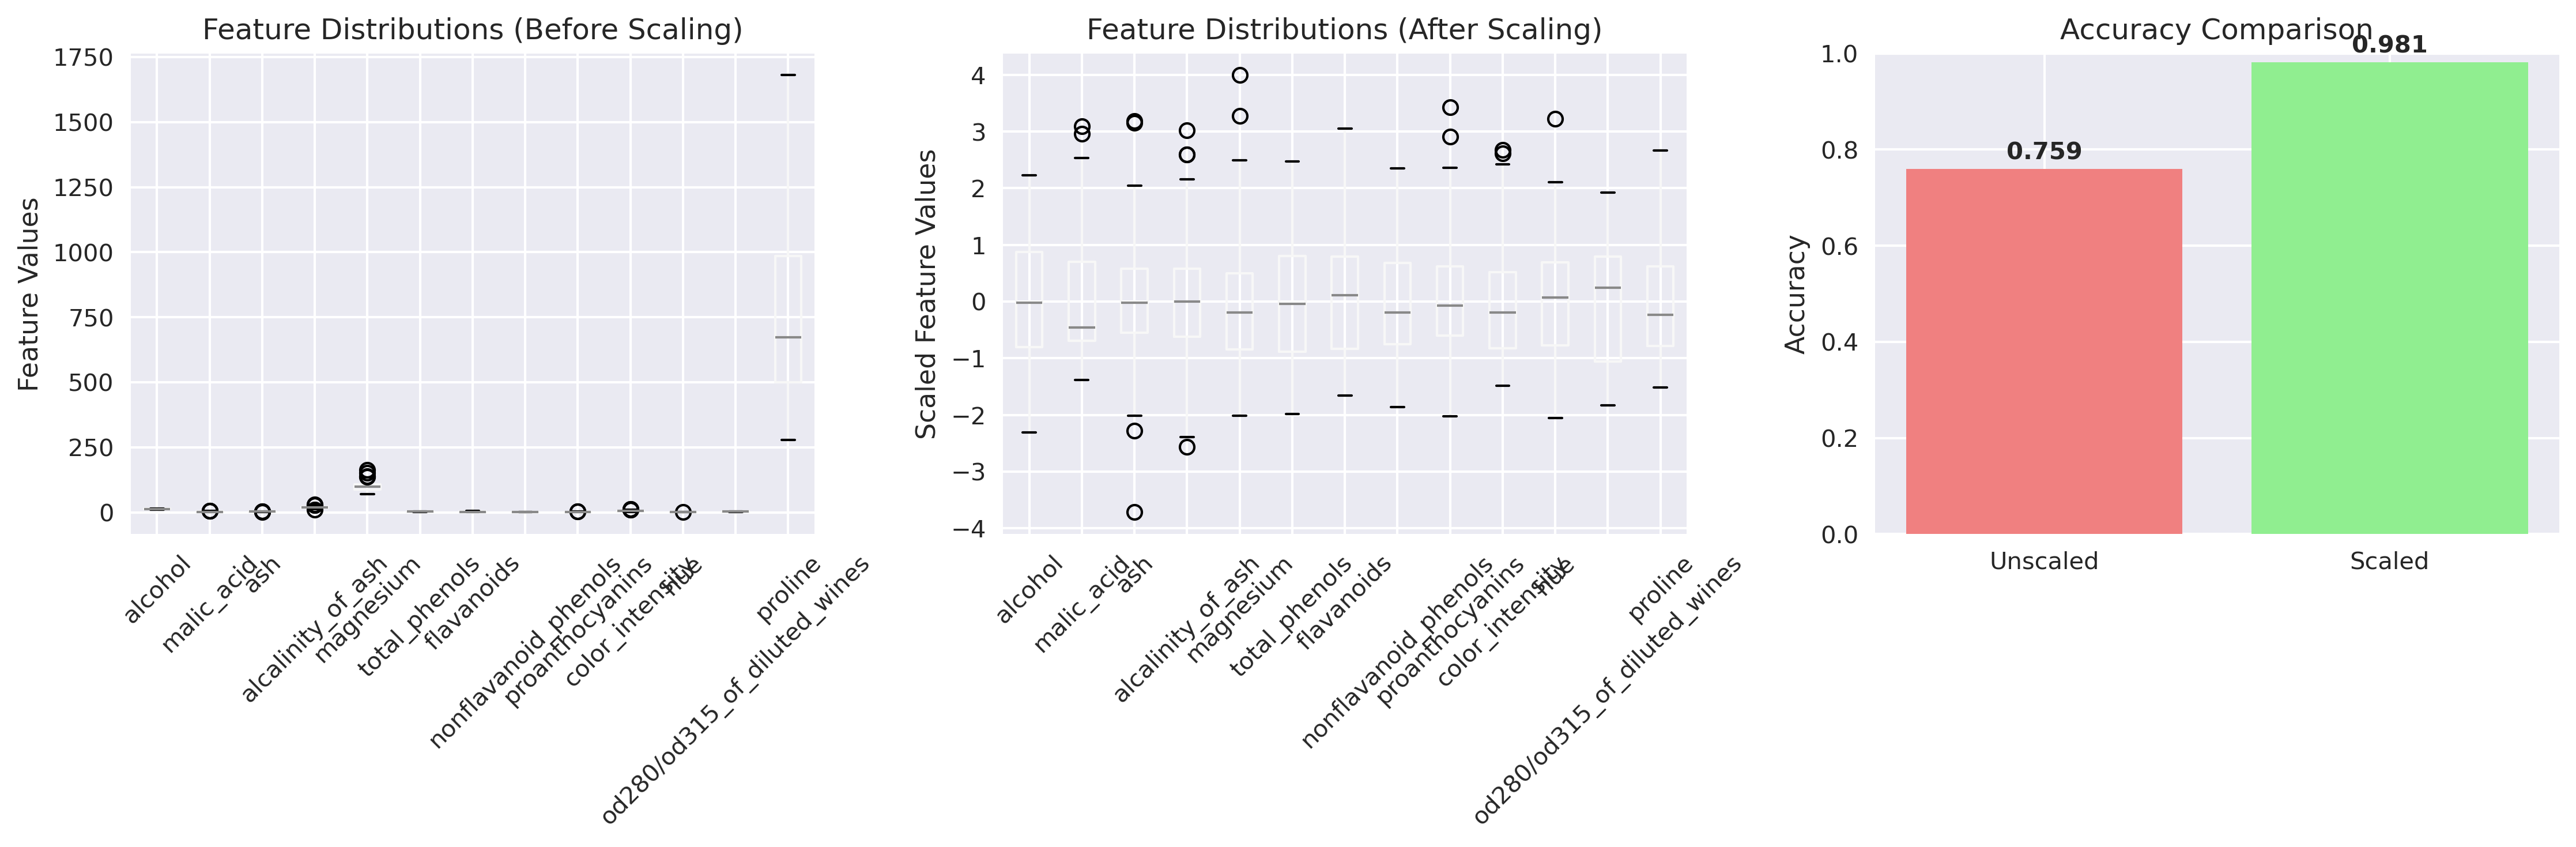 Feature Distributions (Before Scaling)
Feature Values
1750
1500
1250
1000
750
500
250
0
alcohol
malic_acid
ash
alcalinity_of_ash
magnesium
total_phenols
flavanoids
nonflavanoid_phenols
proanthocyanins
color_intensity
hue
od280/od315_of_diluted_wines
proline
Feature Distributions (After Scaling)
Scaled Feature Values
4
3
2
1
0
−1
−2
−3
−4
alcohol
malic_acid
ash
alcalinity_of_ash
magnesium
total_phenols
flavanoids
nonflavanoid_phenols
proanthocyanins
color_intensity
hue
od280/od315_of_diluted_wines
proline
Accuracy Comparison
Accuracy
1.0
0.8
0.6
0.4
0.2
0.0
0.759
0.981
Unscaled
Scaled